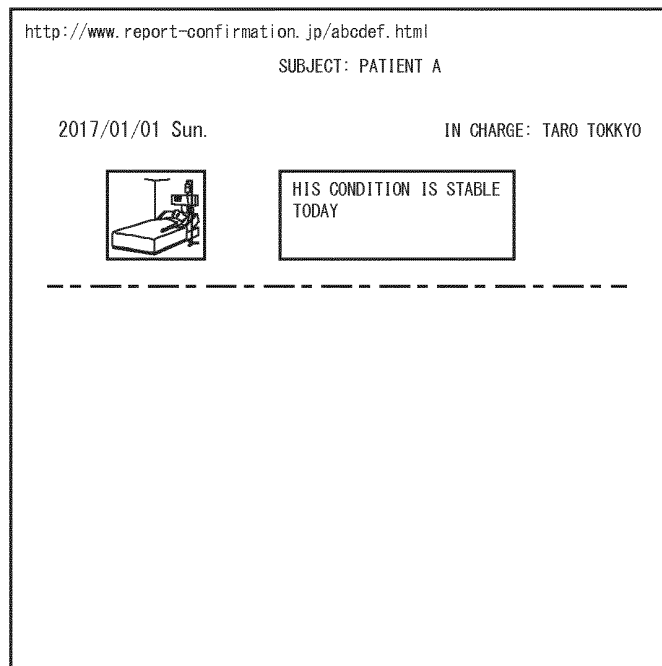 http://www.report-confirmation.jp/abcdef.html
SUBJECT: PATIENT A
2017/01/01 Sun.
IN CHARGE: TARO TOKKYO
HIS CONDITION IS STABLE
TODAY